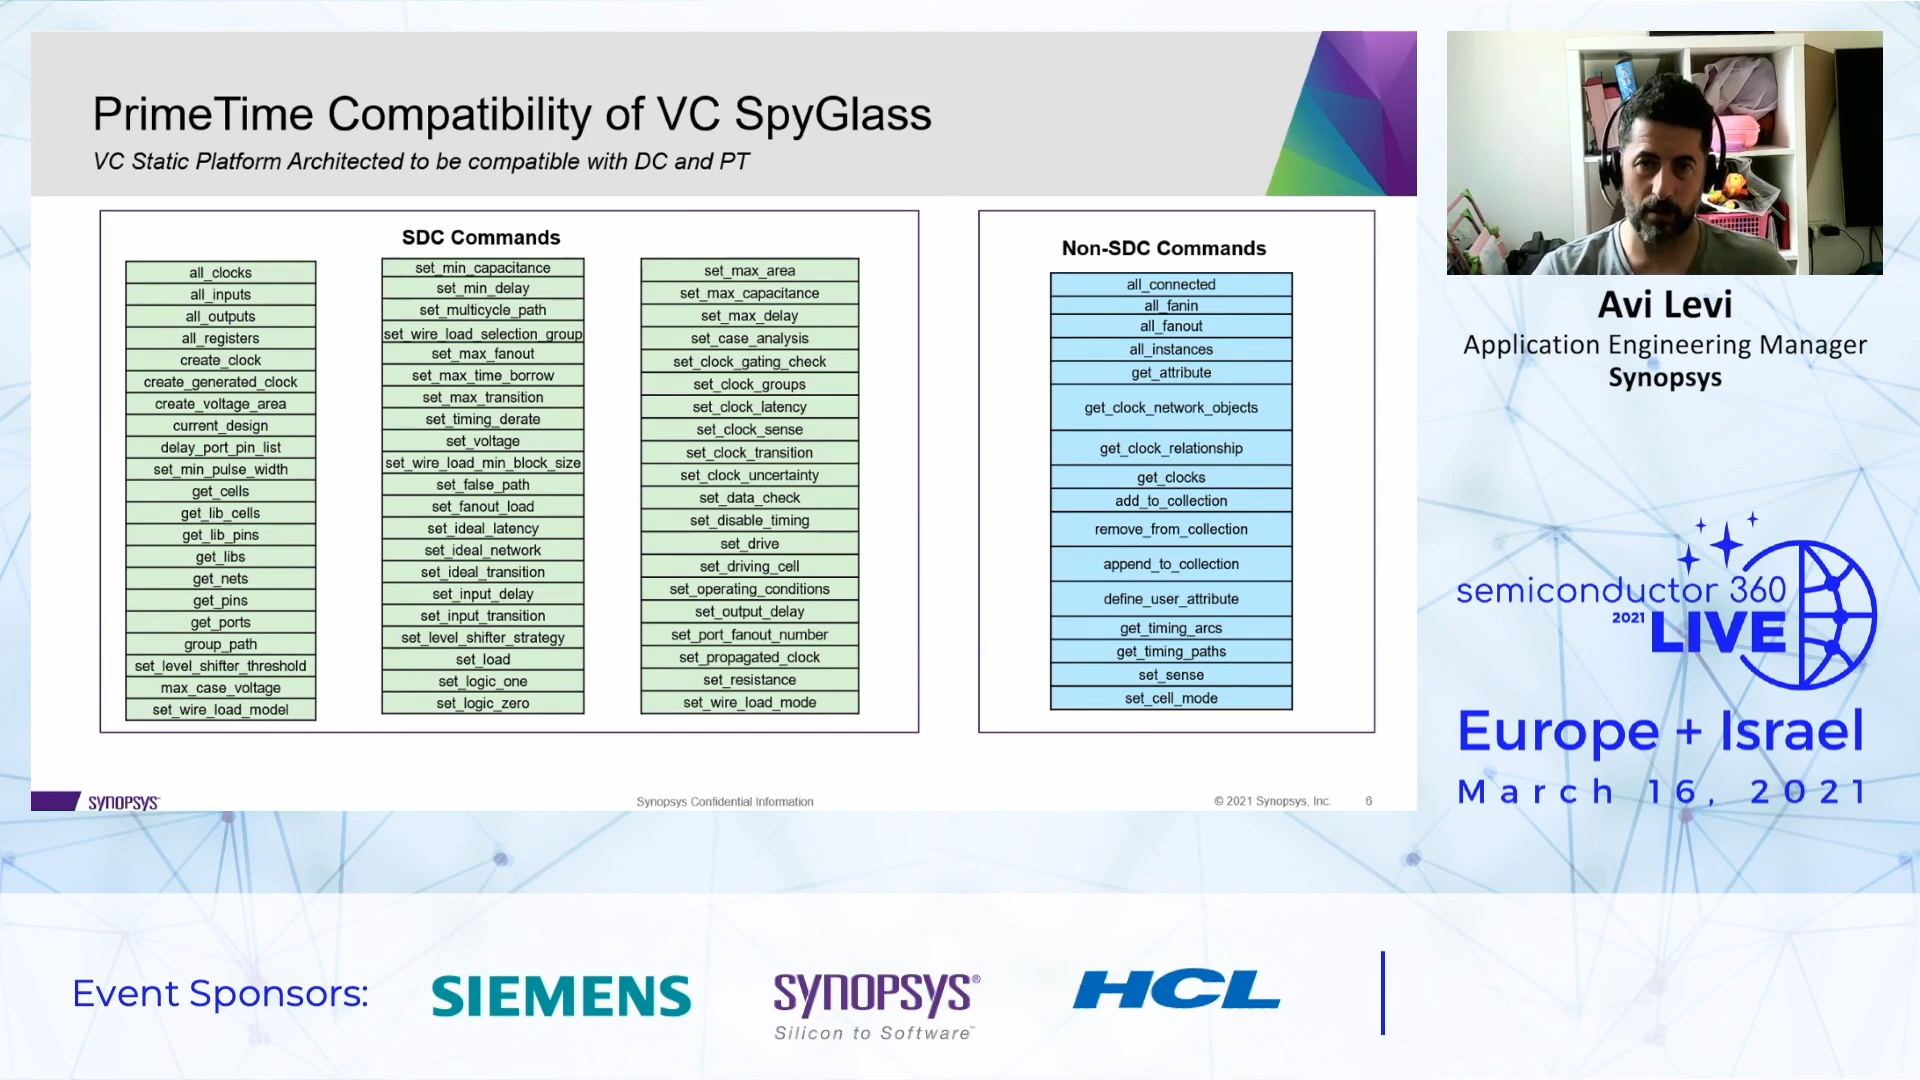 PrimeTime Compatibility of VC SpyGlass
VC Static Platform Architected to be compatible with DC and PT
SDC Commands
all_clocks
all_inputs
all_outputs
all_registers
create_clock
create_generated_clock
create_voltage_area
current_design
delay_port_pin_list
set_min_pulse_width
get_cells
get_lib_cells
get_lib_pins
get_libs
get_nets
get_pins
get_ports
group_path
set_level_shifter_threshold
max_case_voltage
set_wire_load_model
set_min_capacitance
set_min_delay
set_multicycle_path
set_wire_load_selection_group
set_max_fanout
set_max_time_borrow
set_max_transition
set_timing_derate
set_voltage
set_wire_load_min_block_size
set_false_path
set_fanout_load
set_ideal_latency
set_ideal_network
set_ideal_transition
set_input_delay
set_input_transition
set_level_shifter_strategy
set_load
set_logic_one
set_logic_zero
set_max_area
set_max_capacitance
set_max_delay
set_case_analysis
set_clock_gating_check
set_clock_groups
set_clock_latency
set_clock_sense
set_clock_transition
set_clock_uncertainty
set_data_check
set_disable_timing
set_drive
set_driving_cell
set_operating_conditions
set_output_delay
set_port_fanout_number
set_propagated_clock
set_resistance
set_wire_load_mode
Non-SDC Commands
all_connected
all_fanin
all_fanout
all_instances
get_attribute
get_clock_network_objects
get_clock_relationship
get_clocks
add_to_collection
remove_from_collection
append_to_collection
define_user_attribute
get_timing_arcs
get_timing_paths
set_sense
set_cell_mode
SYNOPSYS
Synopsys Confidential Information
© 2021 Synopsys, Inc.
6
Avi Levi
Application Engineering Manager
Synopsys
semiconductor 360
2021 LIVE
Europe + Israel
March 16, 2021
Event Sponsors:
SIEMENS
SYNOPSYS®
Silicon to Software™
HCL